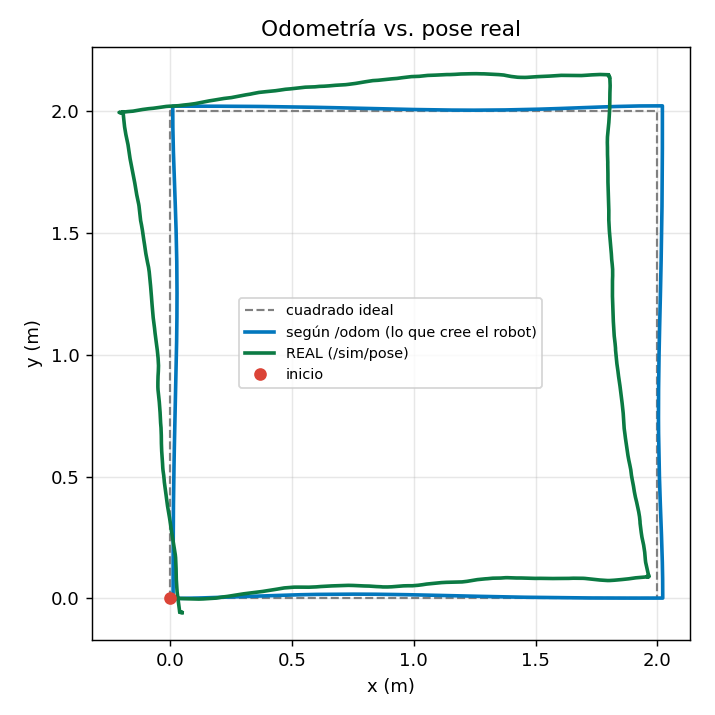 Odometría vs. pose real
y (m)
2.0
1.5
1.0
0.5
0.0
cuadrado ideal
según /odom (lo que cree el robot)
REAL (/sim/pose)
inicio
0.0 0.5 1.0 1.5 2.0
x (m)